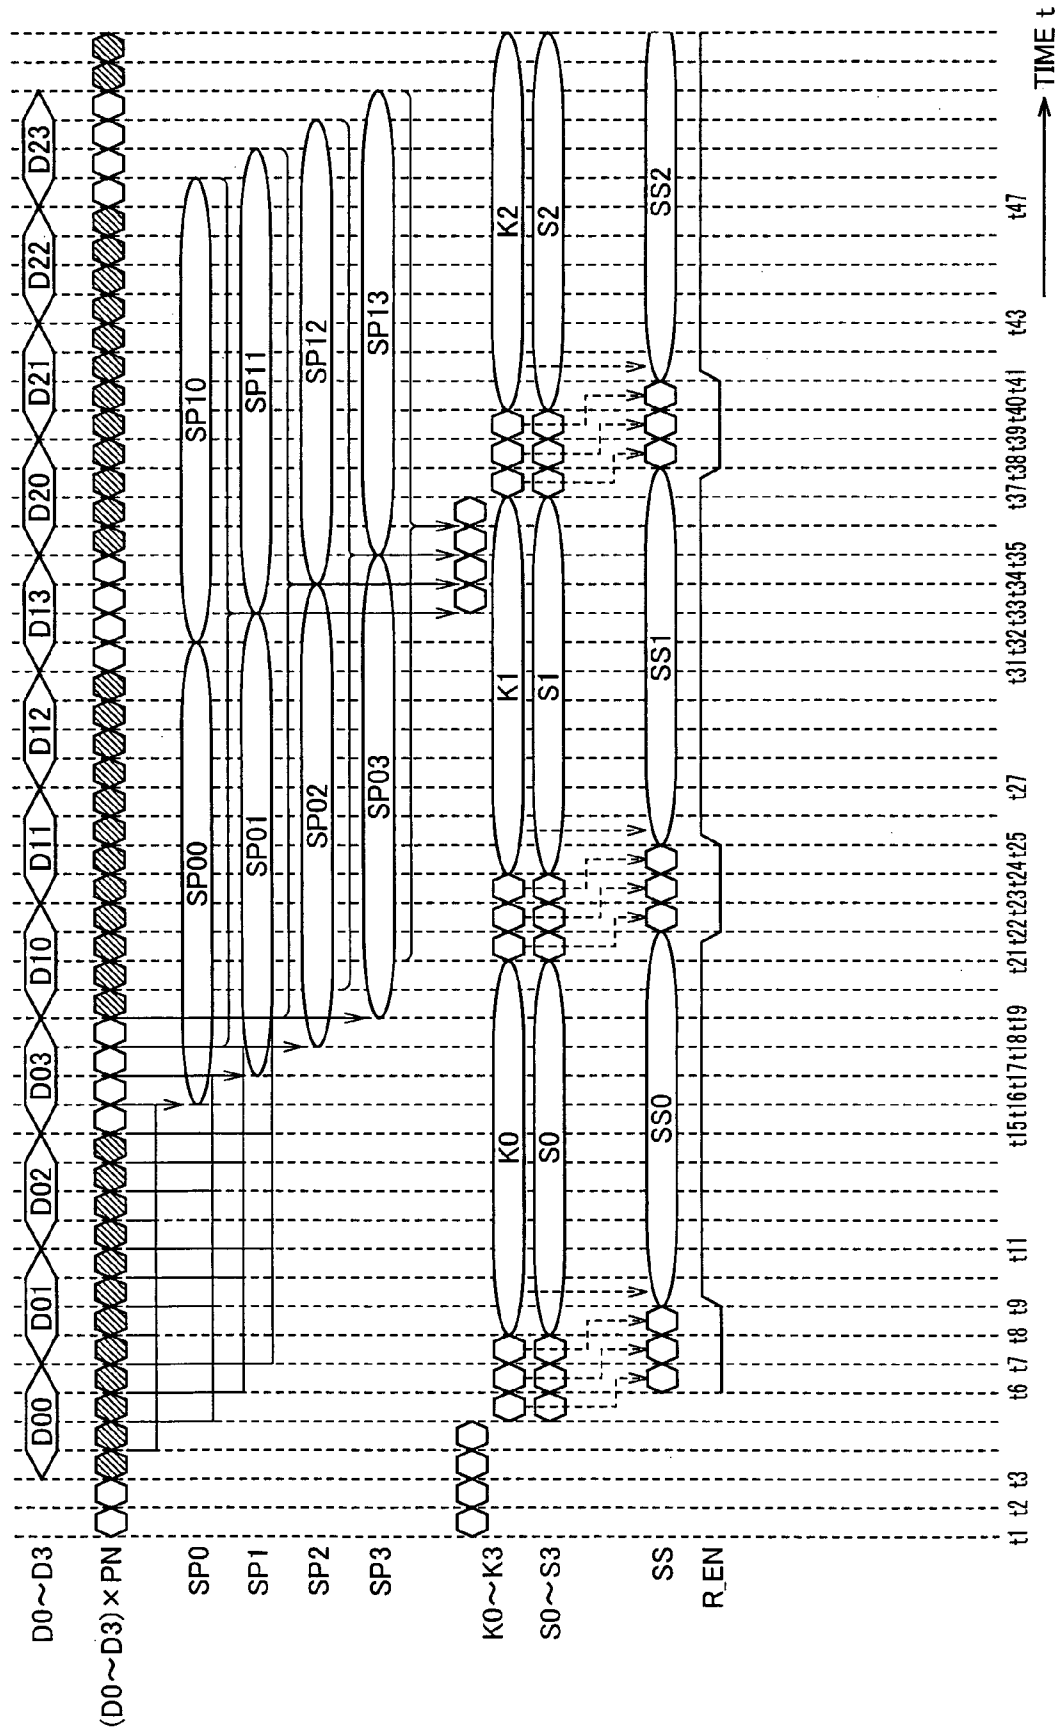 D0~D3 D00 D01 D02 D03 D10 D11 D12 D13 D20 D21 D22 D23
(D0~D3)×PN
SP0 SP00 SP10
SP1 SP01 SP11
SP2 SP02 SP12
SP3 SP03 SP13
K0~K3 K0 K1 K2
S0~S3 S0 S1 S2
SS SS0 SS1 SS2
R_EN
t1 t2 t3 t6 t7 t8 t9 t11 t15 t16 t17 t18 t19 t21 t22 t23 t24 t25 t27 t31 t32 t33 t34 t35 t37 t38 t39 t40 t41 t43 t47
TIME t